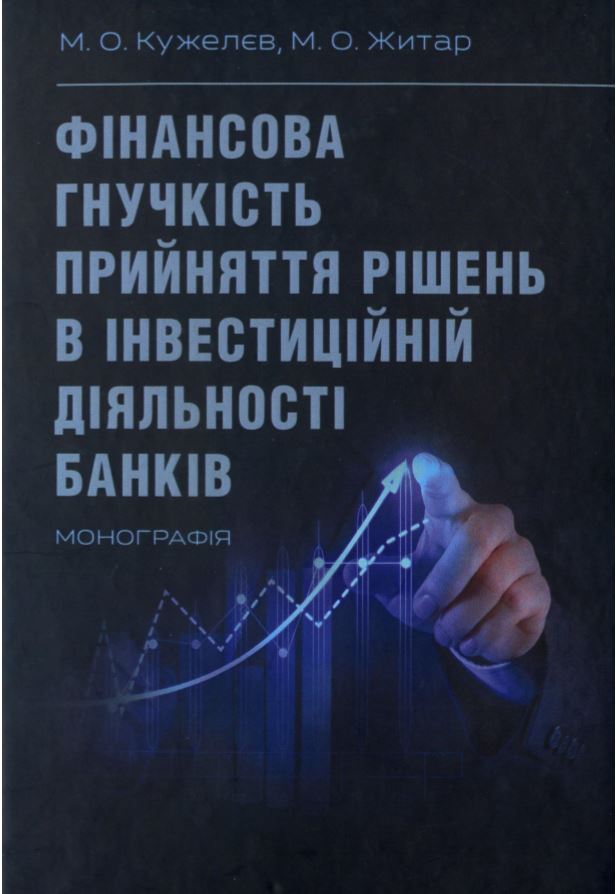 М. О. Кужелєв, М. О. Житар
ФІНАНСОВА
ГНУЧКІСТЬ
ПРИЙНЯТТЯ РІШЕНЬ
В ІНВЕСТИЦІЙНІЙ
ДІЯЛЬНОСТІ
БАНКІВ
МОНОГРАФІЯ